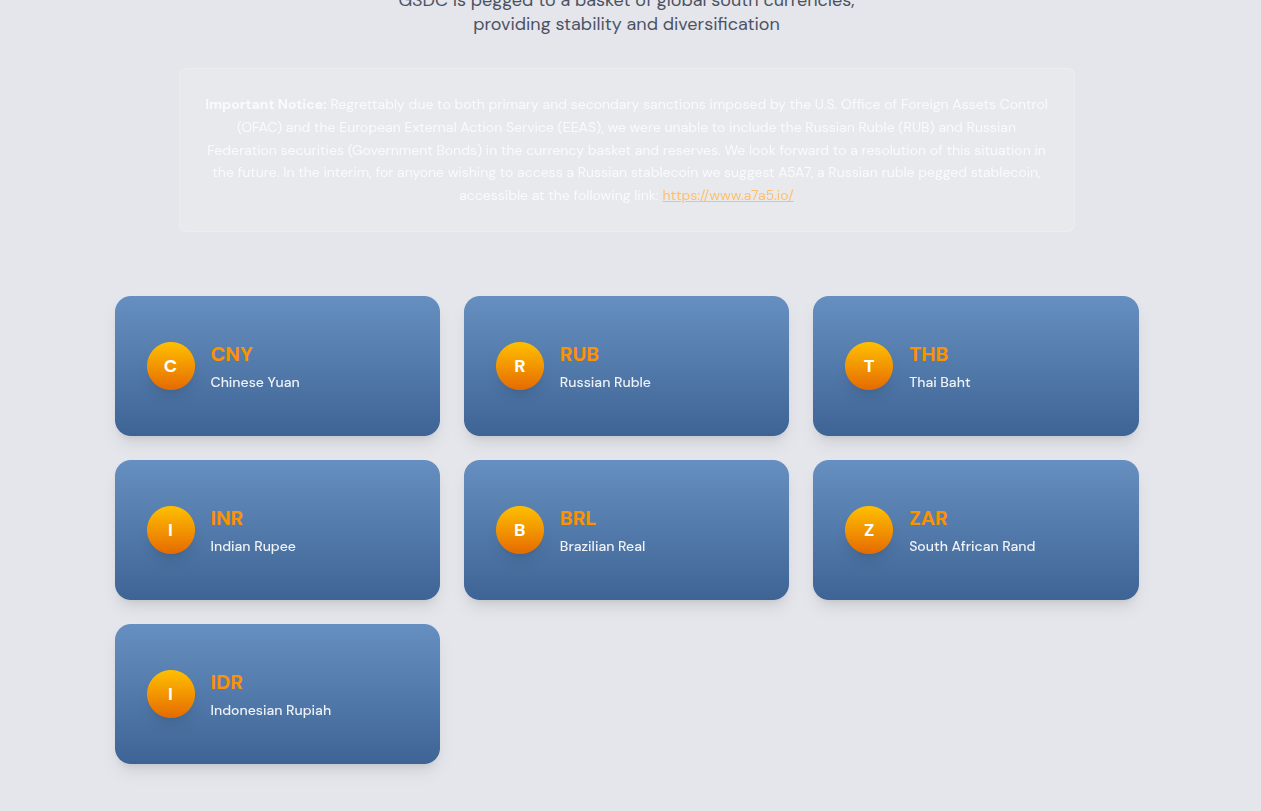 GSDC is pegged to a basket of global south currencies,
providing stability and diversification
Important Notice: Regrettably due to both primary and secondary sanctions imposed by the U.S. Office of Foreign Assets Control
(OFAC) and the European External Action Service (EEAS), we were unable to include the Russian Ruble (RUB) and Russian
Federation securities (Government Bonds) in the currency basket and reserves. We look forward to a resolution of this situation in
the future. In the interim, for anyone wishing to access a Russian stablecoin we suggest A5A7, a Russian ruble pegged stablecoin,
accessible at the following link: https://www.a7a5.io/
C
CNY
Chinese Yuan
R
RUB
Russian Ruble
T
THB
Thai Baht
I
INR
Indian Rupee
B
BRL
Brazilian Real
Z
ZAR
South African Rand
I
IDR
Indonesian Rupiah